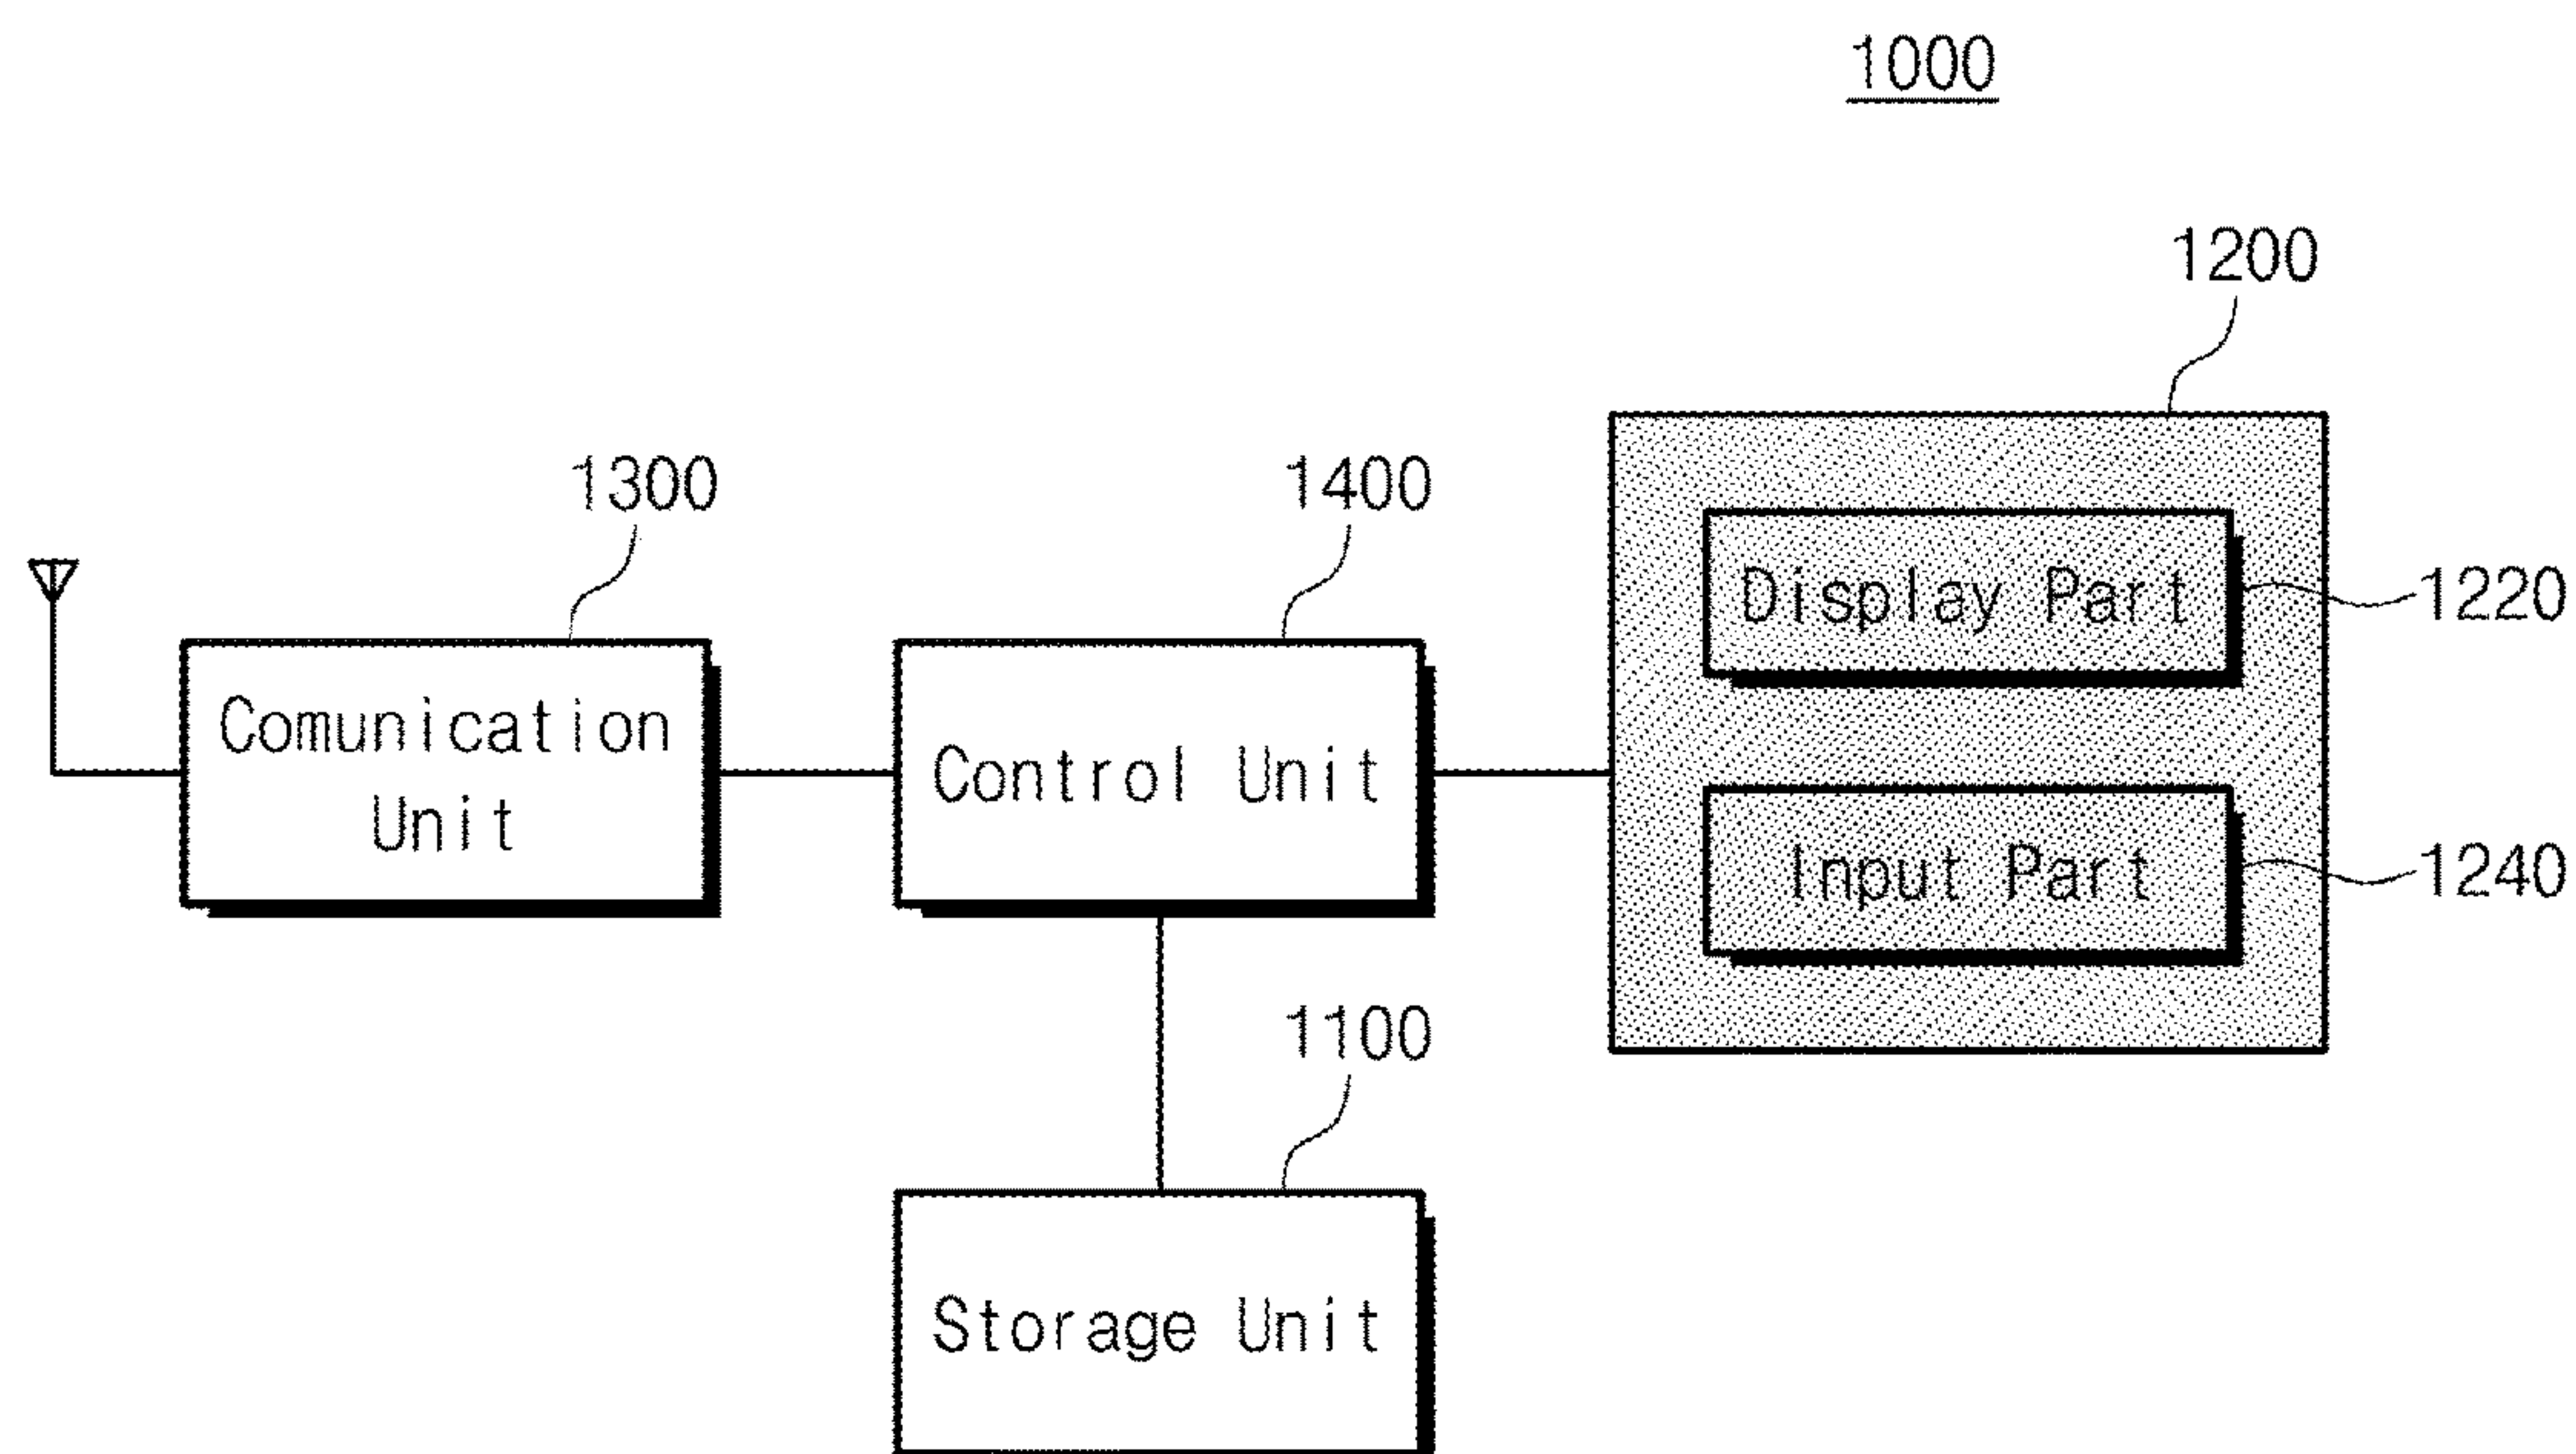 1000
1200
1300
1400
Display Part
1220
Comunication
Unit
Control Unit
Input Part
1240
1100
Storage Unit